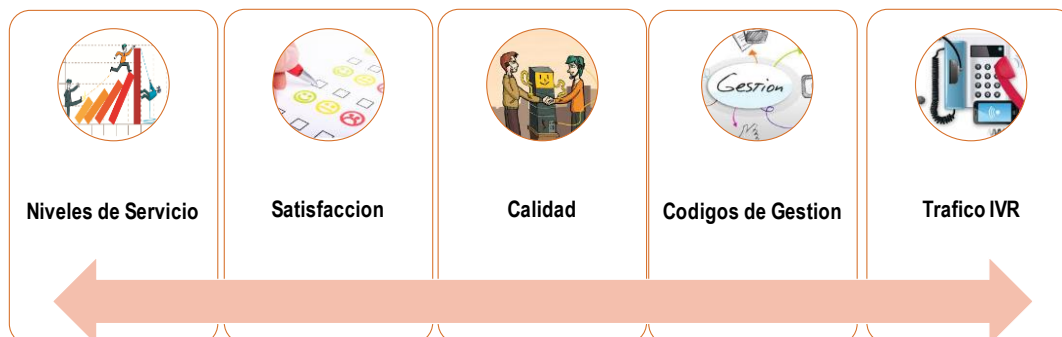 Gestion
Niveles de Servicio
Satisfaccion
Calidad
Codigos de Gestion
Trafico IVR